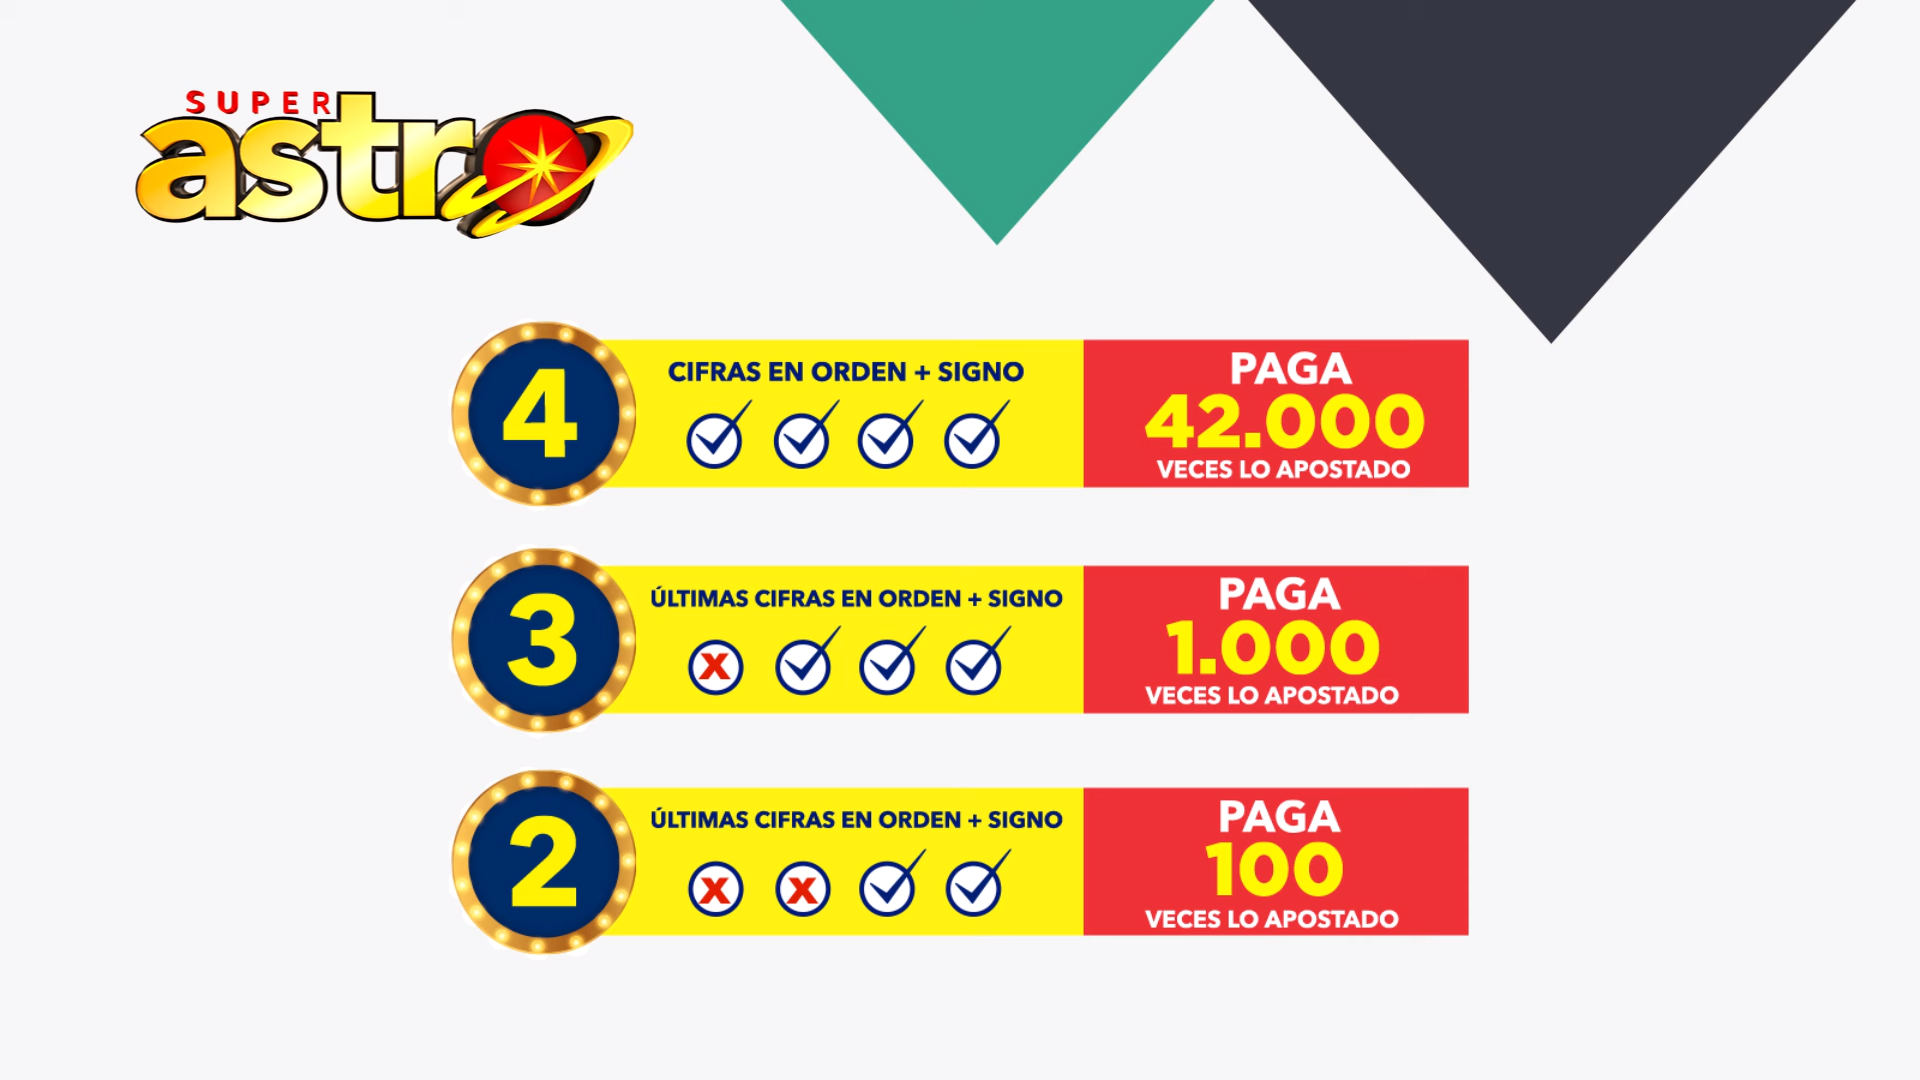 SUPER
astro
4
CIFRAS EN ORDEN + SIGNO
PAGA
42.000
VECES LO APOSTADO
3
ÚLTIMAS CIFRAS EN ORDEN + SIGNO
X
PAGA
1.000
VECES LO APOSTADO
2
ÚLTIMAS CIFRAS EN ORDEN + SIGNO
X X
PAGA
100
VECES LO APOSTADO